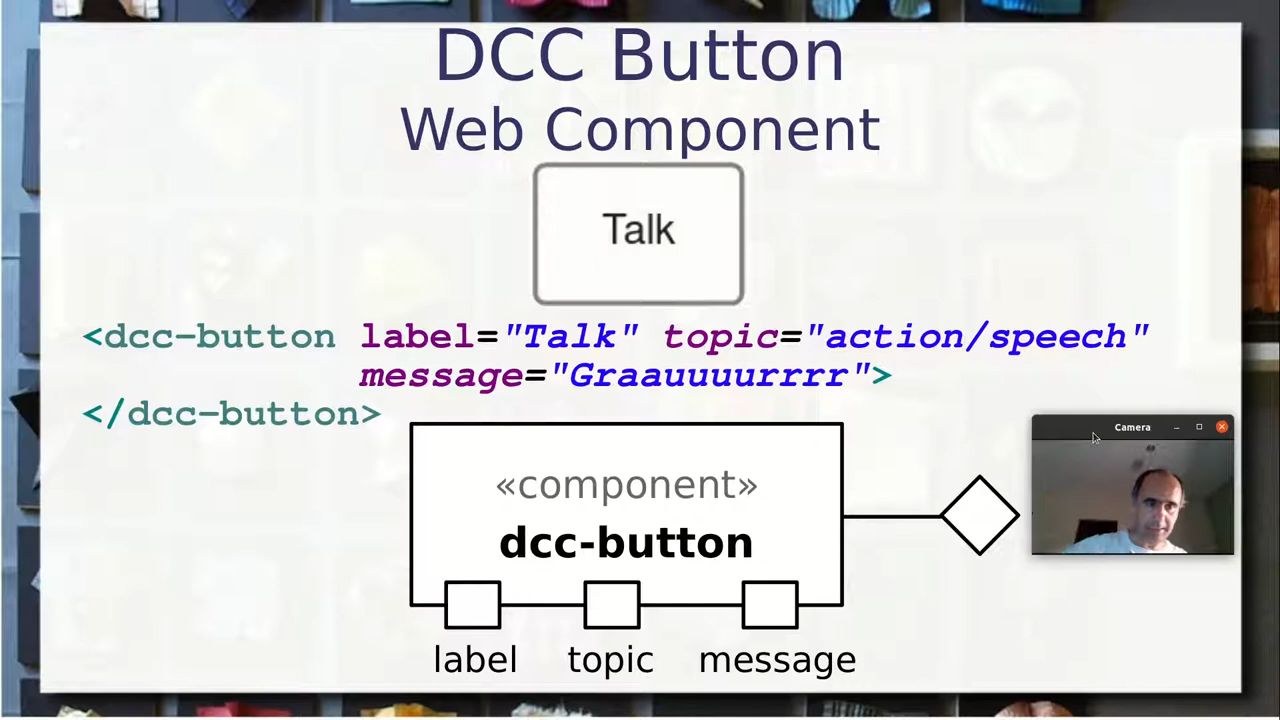 DCC Button
Web Component
Talk
<dcc-button label="Talk" topic="action/speech"
message="Graauuuurrrr">
</dcc-button>
Camera
«component»
dcc-button
label topic message